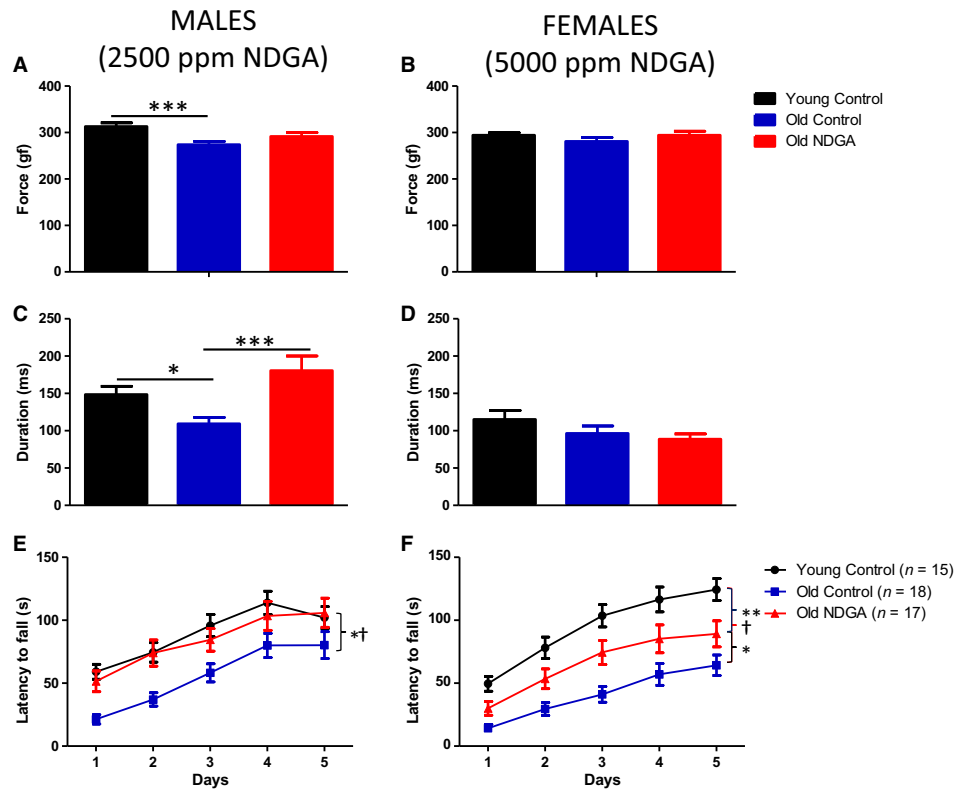 MALES
(2500 ppm NDGA)
FEMALES
(5000 ppm NDGA)
A
400
300
200
100
0
Force (gf)
***
B
400
300
200
100
0
Force (gf)
Young Control
Old Control
Old NDGA
C
250
200
150
100
50
0
Duration (ms)
*
***
D
250
200
150
100
50
0
Duration (ms)
E
150
100
50
0
Latency to fall (s)
*†
1 2 3 4 5
Days
F
150
100
50
0
Latency to fall (s)
Young Control (n = 15)
Old Control (n = 18)
Old NDGA (n = 17)
**
†
*
1 2 3 4 5
Days